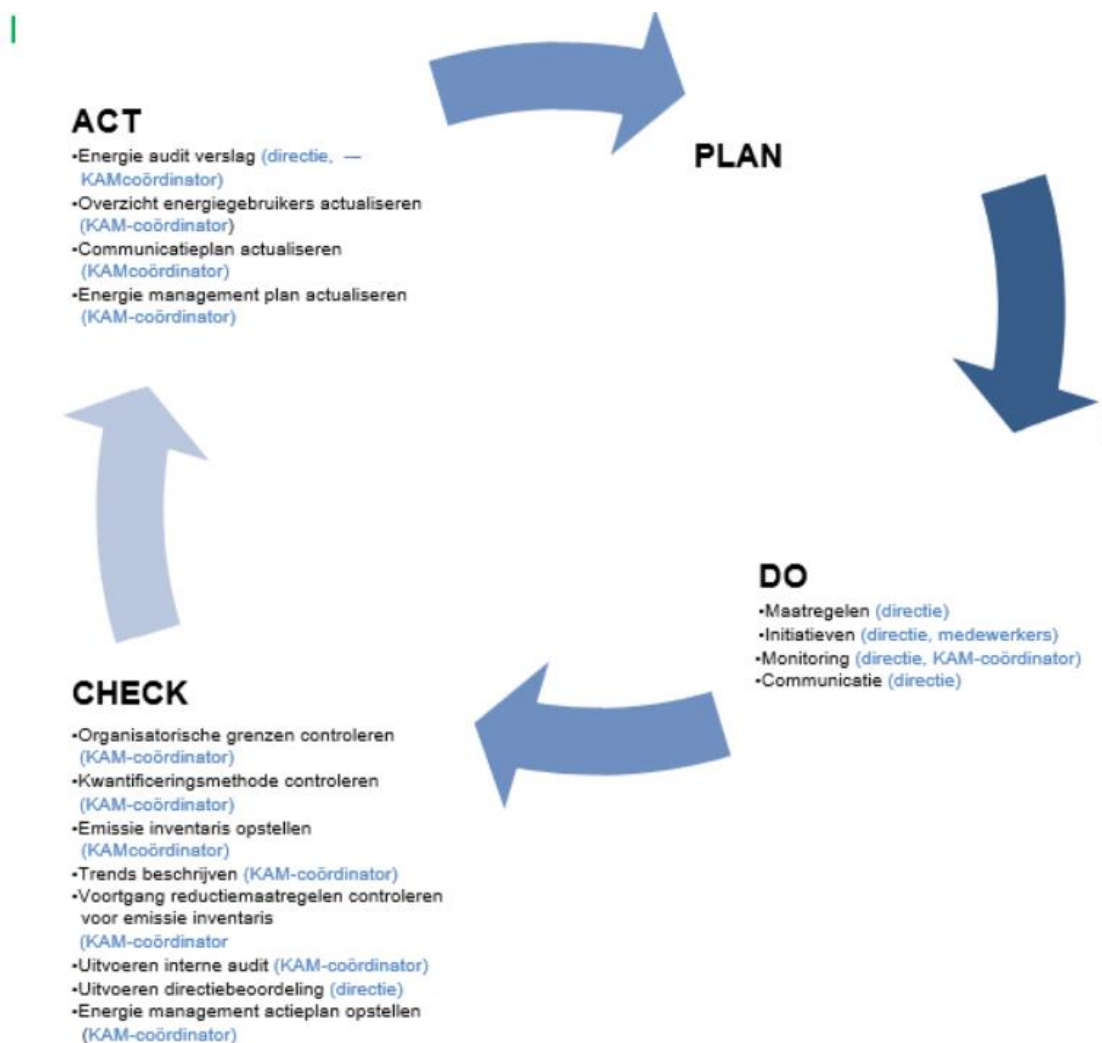 ACT
•Energie audit verslag (directie, —
KAMcoördinator)
•Overzicht energiegebruikers actualiseren
(KAM-coördinator)
•Communicatieplan actualiseren
(KAMcoördinator)
•Energie management plan actualiseren
(KAM-coördinator)
PLAN
DO
•Maatregelen (directie)
•Initiatieven (directie, medewerkers)
•Monitoring (directie, KAM-coördinator)
•Communicatie (directie)
CHECK
•Organisatorische grenzen controleren
(KAM-coördinator)
•Kwantificeringsmethode controleren
(KAM-coördinator)
•Emissie inventaris opstellen
(KAMcoördinator)
•Trends beschrijven (KAM-coördinator)
•Voortgang reductiemaatregelen controleren
voor emissie inventaris
(KAM-coördinator
•Uitvoeren interne audit (KAM-coördinator)
•Uitvoeren directiebeoordeling (directie)
•Energie management actieplan opstellen
(KAM-coördinator)